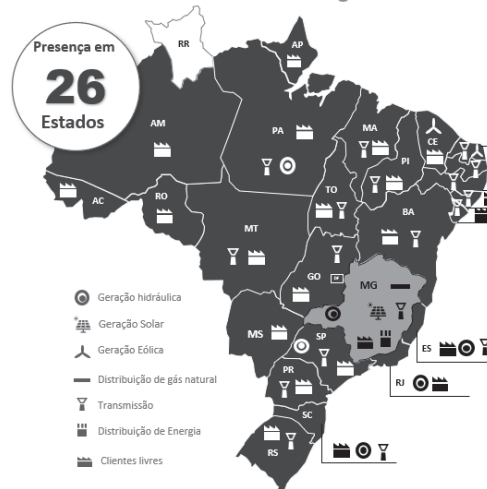 Presença em
26
Estados
RR
AP
AM
PA
MA
CE
PI
TO
AC
RO
MT
BA
GO
DF
MG
MS
SP
ES
RJ
PR
SC
RS
Geração hidráulica
Geração Solar
Geração Eólica
Distribuição de gás natural
Transmissão
Distribuição de Energia
Clientes livres